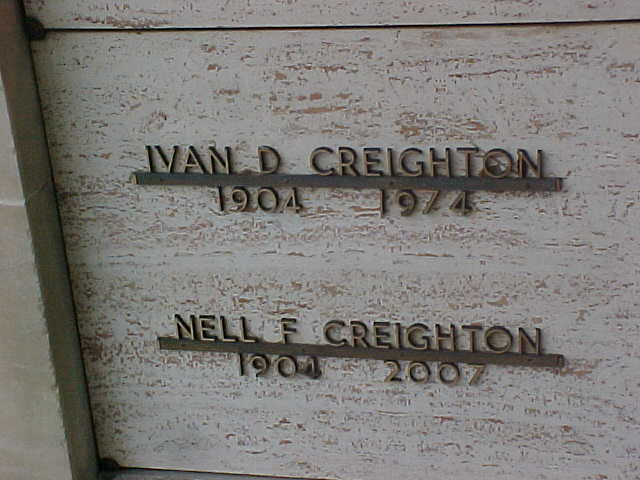 IVAN D CREIGHTON
1904 1974
NELL F CREIGHTON
1904 2007